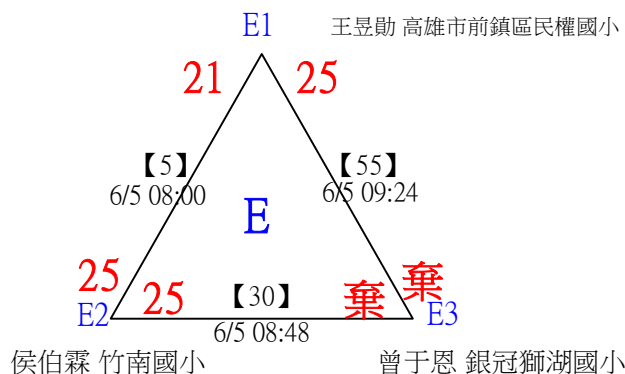 E1 王昱勛 高雄市前鎮區民權國小
21 25
【5】 【55】
6/5 08:00 6/5 09:24
E
25 25 【30】 棄 棄
E2 6/5 08:48 E3
侯伯霖 竹南國小 曾于恩 銀冠獅湖國小